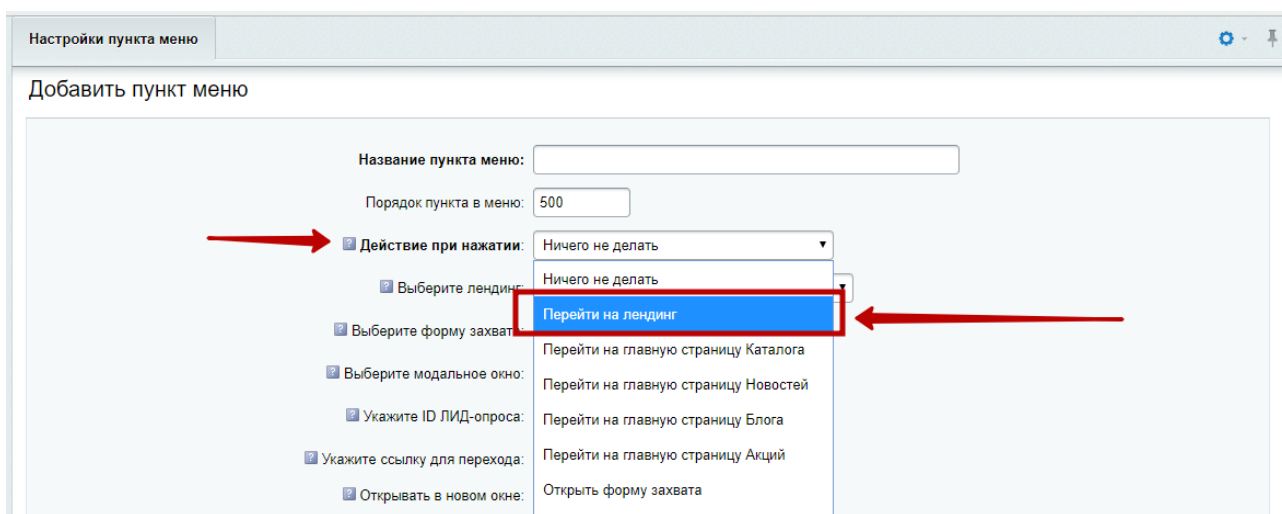 Настройки пункта меню
Добавить пункт меню
Название пункта меню:
Порядок пункта в меню: 500
? Действие при нажатии: Ничего не делать
Ничего не делать
? Выберите лендинг:
Перейти на лендинг
? Выберите форму захвата:
Перейти на главную страницу Каталога
? Выберите модальное окно:
Перейти на главную страницу Новостей
? Укажите ID ЛИД-опроса: Перейти на главную страницу Блога
? Укажите ссылку для перехода: Перейти на главную страницу Акций
? Открывать в новом окне: Открыть форму захвата